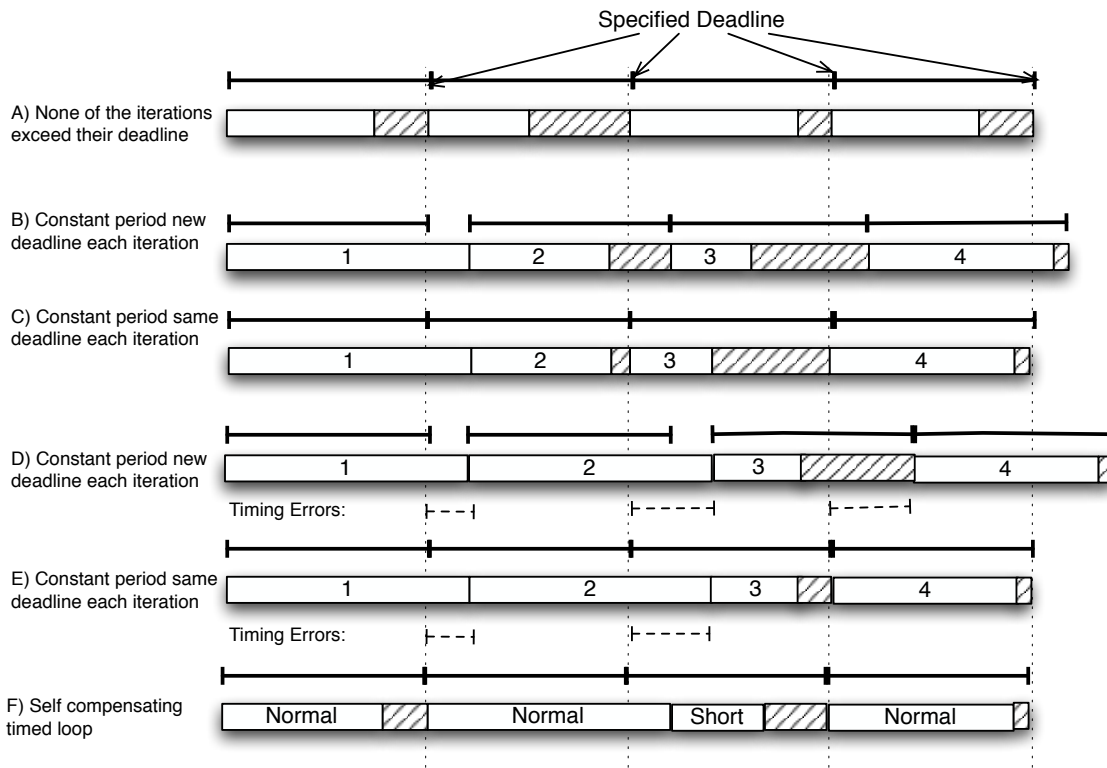 Specified Deadline
A) None of the iterations
exceed their deadline
B) Constant period new
deadline each iteration
1 2 3 4
C) Constant period same
deadline each iteration
1 2 3 4
D) Constant period new
deadline each iteration
1 2 3 4
Timing Errors:
E) Constant period same
deadline each iteration
1 2 3 4
Timing Errors:
F) Self compensating
timed loop
Normal Normal Short Normal